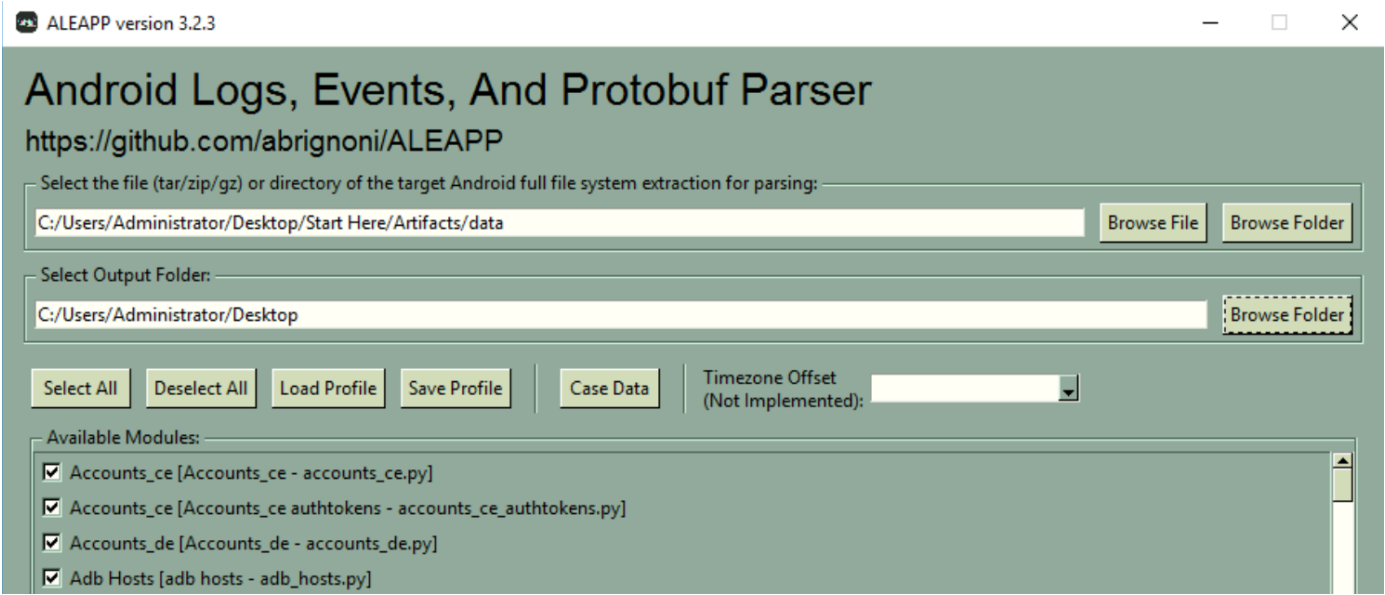 ALEAPP version 3.2.3
Android Logs, Events, And Protobuf Parser
https://github.com/abrignoni/ALEAPP
Select the file (tar/zip/gz) or directory of the target Android full file system extraction for parsing:
C:/Users/Administrator/Desktop/Start Here/Artifacts/data Browse File Browse Folder
Select Output Folder:
C:/Users/Administrator/Desktop Browse Folder
Select All Deselect All Load Profile Save Profile Case Data Timezone Offset
(Not Implemented):
Available Modules:
Accounts_ce [Accounts_ce - accounts_ce.py]
Accounts_ce [Accounts_ce authtokens - accounts_ce_authtokens.py]
Accounts_de [Accounts_de - accounts_de.py]
Adb Hosts [adb hosts - adb_hosts.py]